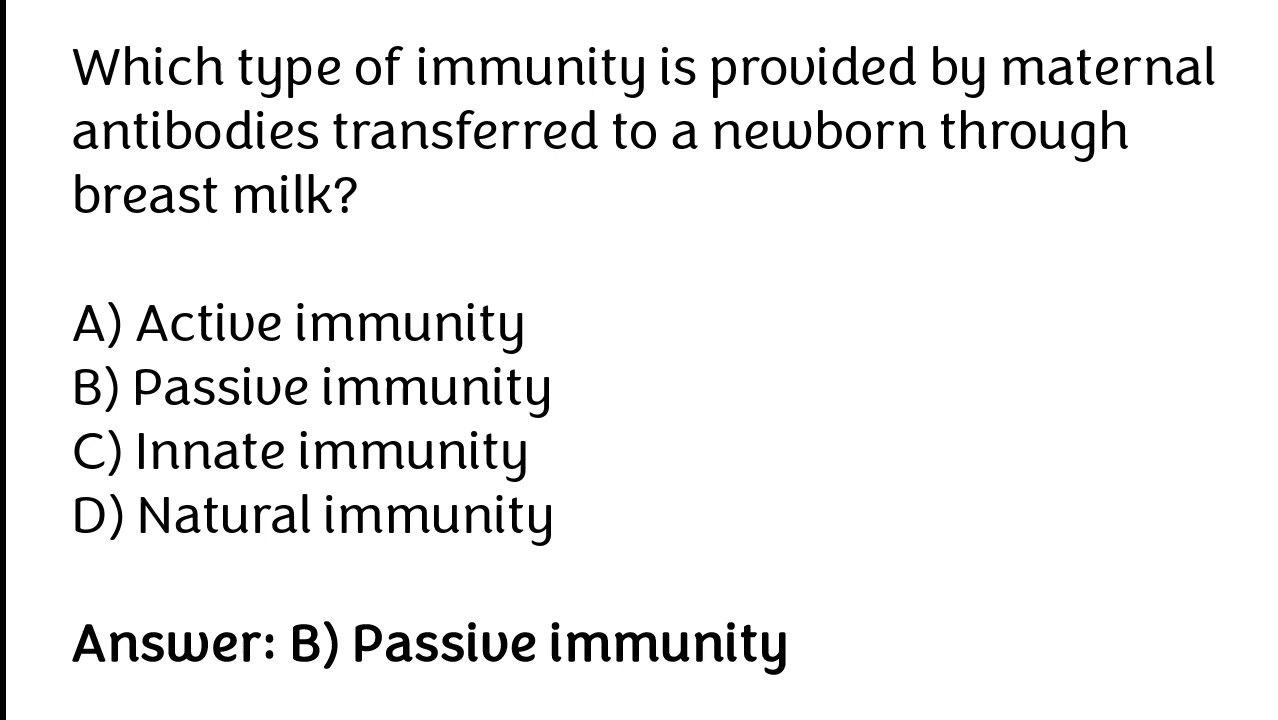 Which type of immunity is provided by maternal
antibodies transferred to a newborn through
breast milk?
A) Active immunity
B) Passive immunity
C) Innate immunity
D) Natural immunity
Answer: B) Passive immunity